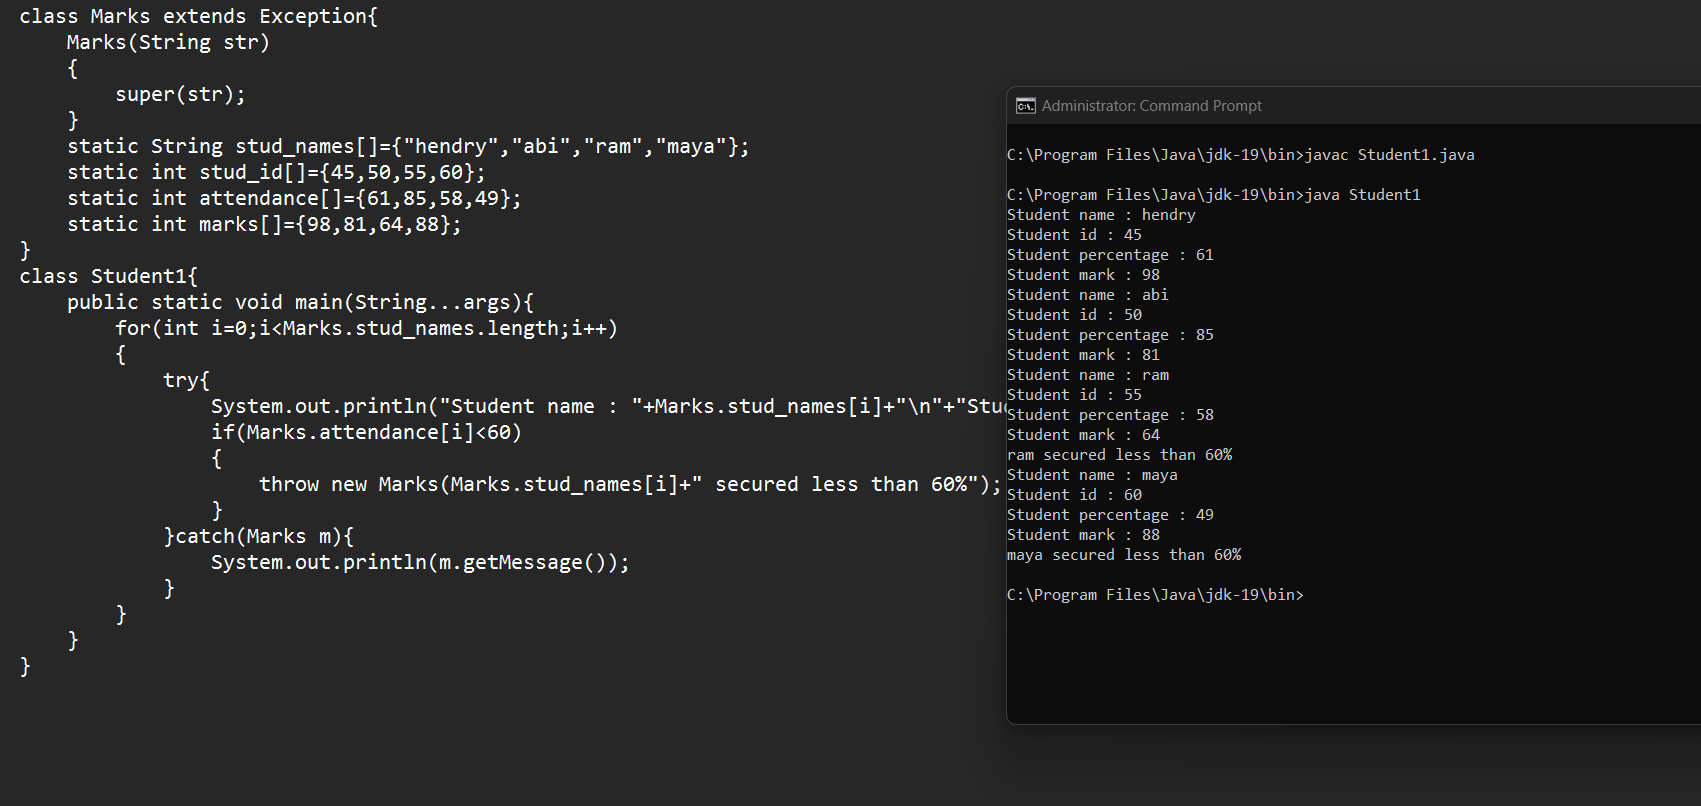 class Marks extends Exception{
    Marks(String str)
    {
        super(str);
    }
    static String stud_names[]={"hendry","abi","ram","maya"};
    static int stud_id[]={45,50,55,60};
    static int attendance[]={61,85,58,49};
    static int marks[]={98,81,64,88};
}
class Student1{
    public static void main(String...args){
        for(int i=0;i<Marks.stud_names.length;i++)
        {
            try{
                System.out.println("Student name : "+Marks.stud_names[i]+"\n"+"Stu
                if(Marks.attendance[i]<60)
                {
                    throw new Marks(Marks.stud_names[i]+" secured less than 60%");
                }
            }catch(Marks m){
                System.out.println(m.getMessage());
            }
        }
    }
}
Administrator: Command Prompt
C:\Program Files\Java\jdk-19\bin>javac Student1.java
C:\Program Files\Java\jdk-19\bin>java Student1
Student name : hendry
Student id : 45
Student percentage : 61
Student mark : 98
Student name : abi
Student id : 50
Student percentage : 85
Student mark : 81
Student name : ram
Student id : 55
Student percentage : 58
Student mark : 64
ram secured less than 60%
Student name : maya
Student id : 60
Student percentage : 49
Student mark : 88
maya secured less than 60%
C:\Program Files\Java\jdk-19\bin>